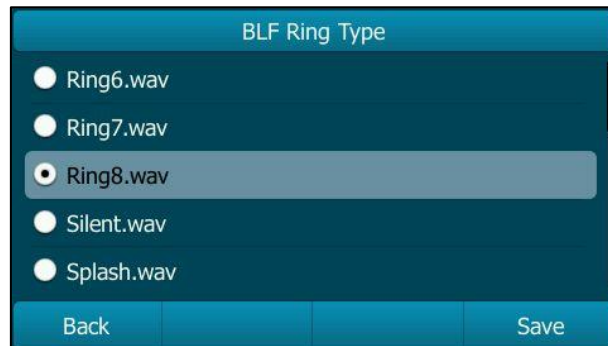 BLF Ring Type
Ring6.wav
Ring7.wav
Ring8.wav
Silent.wav
Splash.wav
Back Save